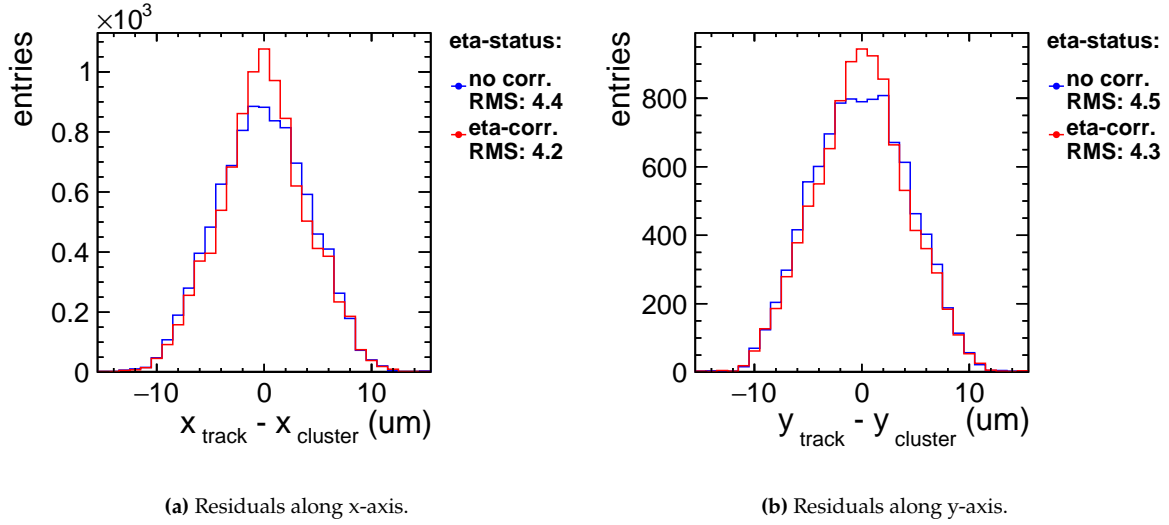 ×10³
entries
1
0.8
0.6
0.4
0.2
0
−10 0 10
x track - x cluster (um)
eta-status:
no corr.
RMS: 4.4
eta-corr.
RMS: 4.2
(a) Residuals along x-axis.
entries
800
600
400
200
0
−10 0 10
y track - y cluster (um)
eta-status:
no corr.
RMS: 4.5
eta-corr.
RMS: 4.3
(b) Residuals along y-axis.